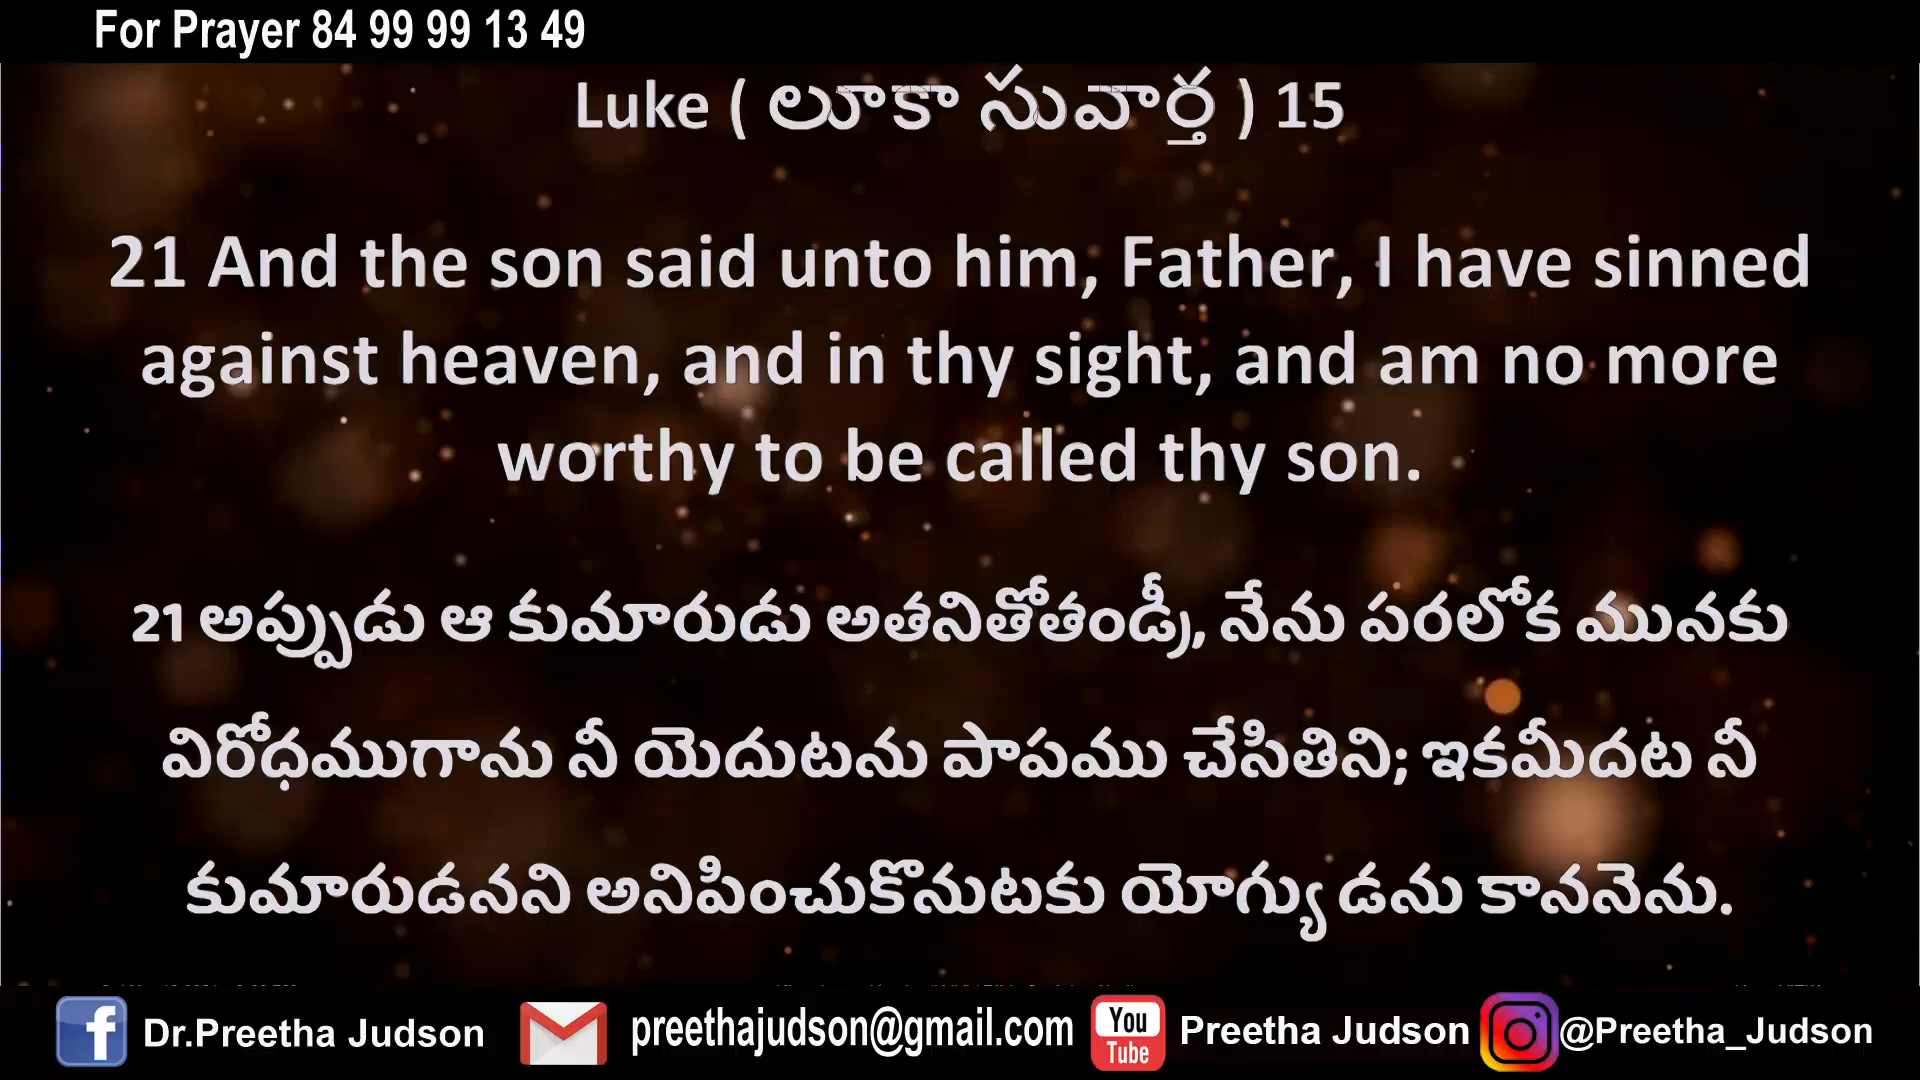 For Prayer 84 99 99 13 49
Luke ( లూకా సువార్త ) 15
21 And the son said unto him, Father, I have sinned
against heaven, and in thy sight, and am no more
worthy to be called thy son.
21 అప్పుడు ఆ కుమారుడు అతనితోతండ్రీ, నేను పరలోక మునకు
విరోధముగాను నీ యెదుటను పాపము చేసితిని; ఇకమీదట నీ
కుమారుడనని అనిపించుకొనుటకు యోగ్యు డను కాననెను.
f Dr.Preetha Judson preethajudson@gmail.com You Tube Preetha Judson @Preetha_Judson